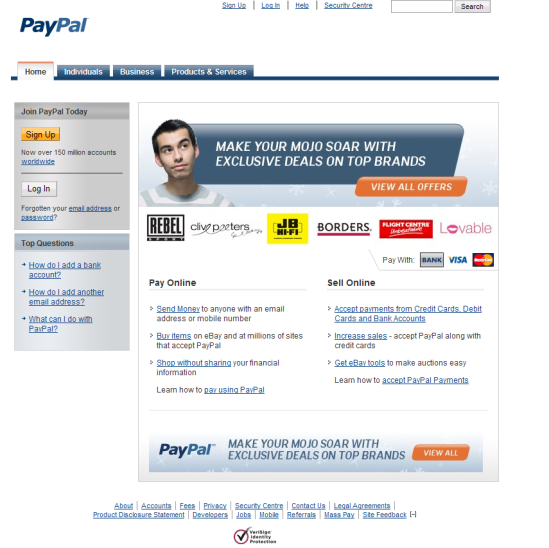 Sign Up | Log In | Help | Security Centre
Search
PayPal
Home
Individuals
Business
Products & Services
Join PayPal Today
Sign Up
Now over 150 million accounts
worldwide
Log In
Forgotten your email address or
password?
Top Questions
How do I add a bank
account?
How do I add another
email address?
What can I do with
PayPal?
MAKE YOUR MOJO SOAR WITH
EXCLUSIVE DEALS ON TOP BRANDS
VIEW ALL OFFERS
REBEL
SPORT
clive peeters
JB
HI-FI
BORDERS.
FLIGHT CENTRE
Unbeatable
Lovable
Pay With: BANK VISA MasterCard
Pay Online
Send Money to anyone with an email
address or mobile number
Buy items on eBay and at millions of sites
that accept PayPal
Shop without sharing your financial
information
Learn how to pay using PayPal
Sell Online
Accept payments from Credit Cards, Debit
Cards and Bank Accounts
Increase sales - accept PayPal along with
credit cards
Get eBay tools to make auctions easy
Learn how to accept PayPal Payments
PayPal
MAKE YOUR MOJO SOAR WITH
EXCLUSIVE DEALS ON TOP BRANDS
VIEW ALL
About | Accounts | Fees | Privacy | Security Centre | Contact Us | Legal Agreements |
Product Disclosure Statement | Developers | Jobs | Mobile | Referrals | Mass Pay | Site Feedback [-]
VeriSign
Identity
Protection